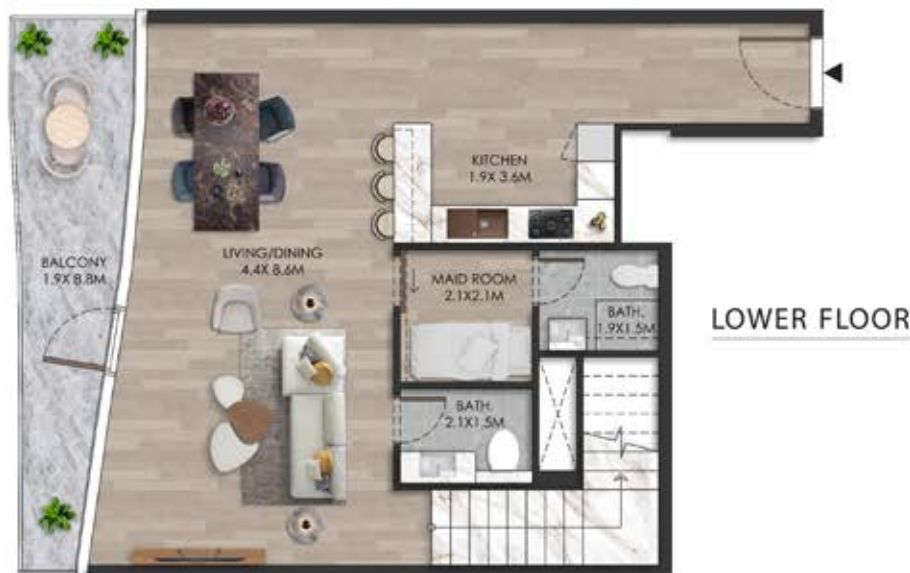 KITCHEN
1.9X 3.6M
LIVING/DINING
4.4X 8.6M
BALCONY
1.9X 8.8M
MAID ROOM
2.1X2.1M
BATH.
1.9X1.5M
LOWER FLOOR
BATH.
2.1X1.5M